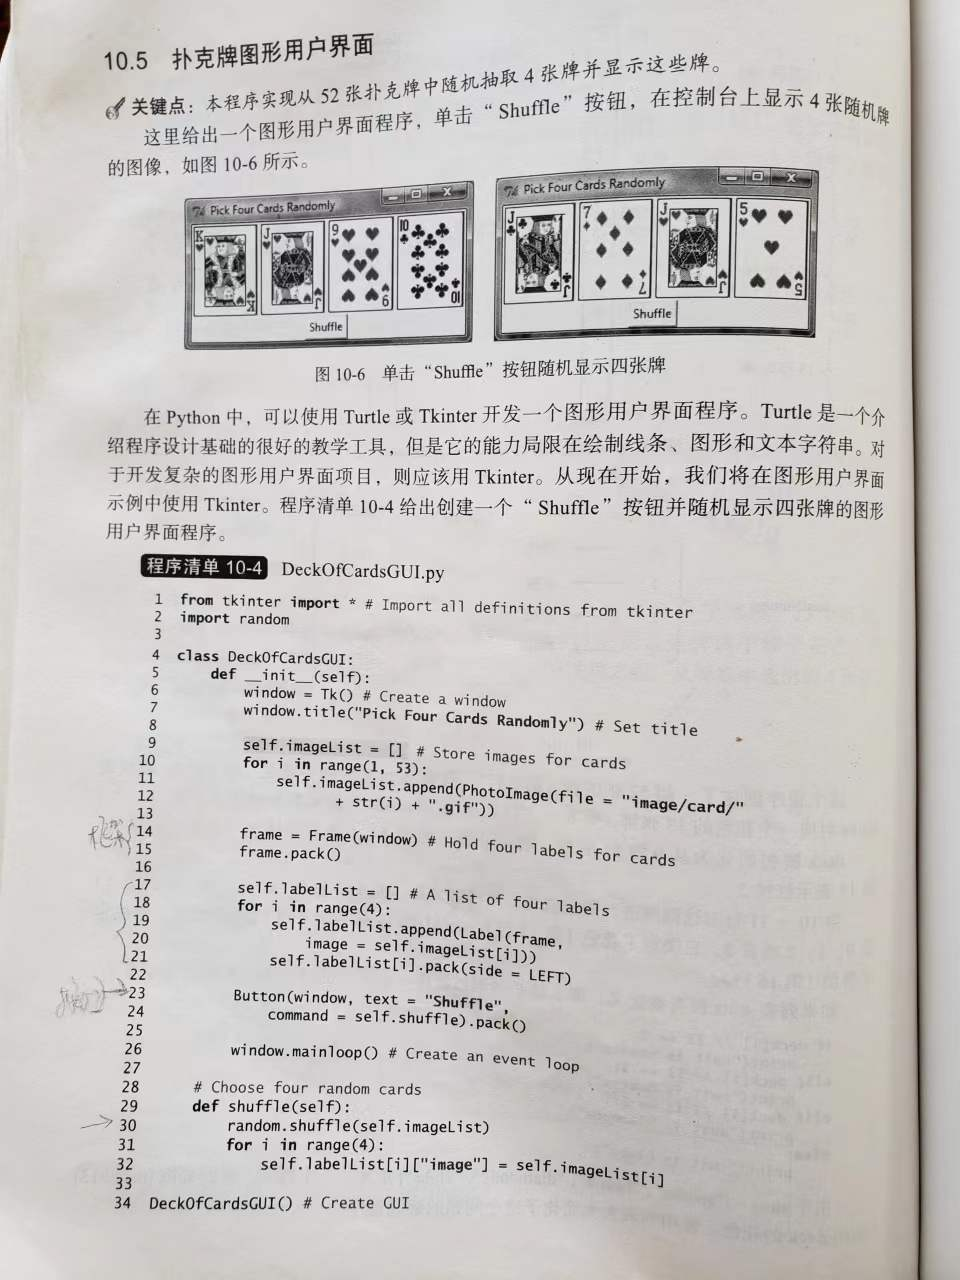 10.5 扑克牌图形用户界面
关键点：本程序实现从 52 张扑克牌中随机抽取 4 张牌并显示这些牌。
这里给出一个图形用户界面程序，单击“Shuffle”按钮，在控制台上显示 4 张随机牌
的图像，如图 10-6 所示。
Pick Four Cards Randomly
K J 9 10
K J 9 10
Shuffle
Pick Four Cards Randomly
J 7 J 5
J 7 J 5
Shuffle
图 10-6 单击“Shuffle”按钮随机显示四张牌
在 Python 中，可以使用 Turtle 或 Tkinter 开发一个图形用户界面程序。Turtle 是一个介
绍程序设计基础的很好的教学工具，但是它的能力局限在绘制线条、图形和文本字符串。对
于开发复杂的图形用户界面项目，则应该用 Tkinter。从现在开始，我们将在图形用户界面
示例中使用 Tkinter。程序清单 10-4 给出创建一个“Shuffle”按钮并随机显示四张牌的图形
用户界面程序。
程序清单 10-4 DeckOfCardsGUI.py
1 from tkinter import * # Import all definitions from tkinter
2 import random
3
4 class DeckOfCardsGUI:
5 def __init__(self):
6 window = Tk() # Create a window
7 window.title("Pick Four Cards Randomly") # Set title
8
9 self.imageList = [] # Store images for cards
10 for i in range(1, 53):
11 self.imageList.append(PhotoImage(file = "image/card/"
12 + str(i) + ".gif"))
13
14 frame = Frame(window) # Hold four labels for cards
15 frame.pack()
16
17 self.labelList = [] # A list of four labels
18 for i in range(4):
19 self.labelList.append(Label(frame,
20 image = self.imageList[i]))
21 self.labelList[i].pack(side = LEFT)
22
23 Button(window, text = "Shuffle",
24 command = self.shuffle).pack()
25
26 window.mainloop() # Create an event loop
27
28 # Choose four random cards
29 def shuffle(self):
30 random.shuffle(self.imageList)
31 for i in range(4):
32 self.labelList[i]["image"] = self.imageList[i]
33
34 DeckOfCardsGUI() # Create GUI